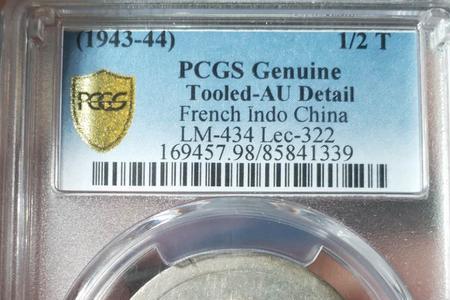 (1943-44) 1/2 T
PCGS Genuine
PCGS
Tooled-AU Detail
French Indo China
LM-434 Lec-322
169457.98/85841339